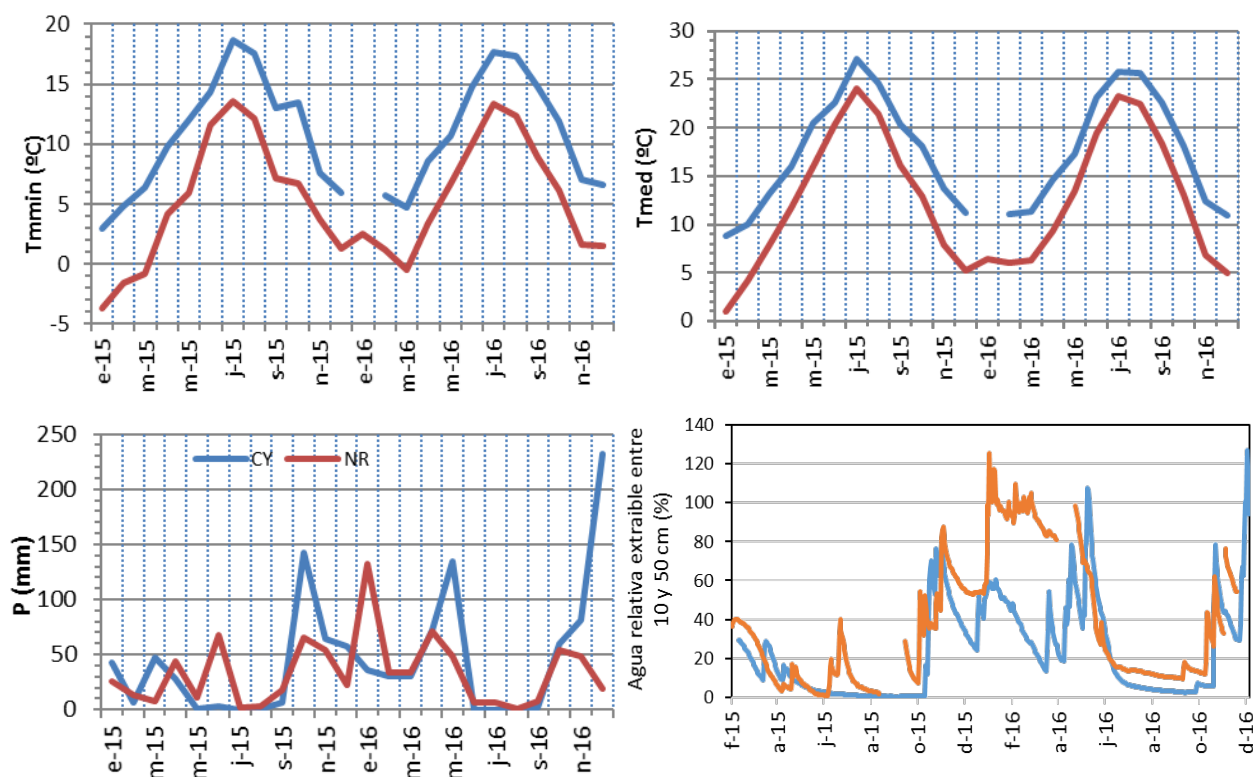 Tmmin (ºC)
20
15
10
5
0
-5
e-15
m-15
m-15
j-15
s-15
n-15
e-16
m-16
m-16
j-16
s-16
n-16
Tmed (ºC)
30
25
20
15
10
5
0
e-15
m-15
m-15
j-15
s-15
n-15
e-16
m-16
m-16
j-16
s-16
n-16
P (mm)
250
200
150
100
50
0
CY NR
e-15
m-15
m-15
j-15
s-15
n-15
e-16
m-16
m-16
j-16
s-16
n-16
Agua relativa extraible entre
10 y 50 cm (%)
140
120
100
80
60
40
20
0
f-15
a-15
j-15
a-15
o-15
d-15
f-16
a-16
j-16
a-16
o-16
d-16